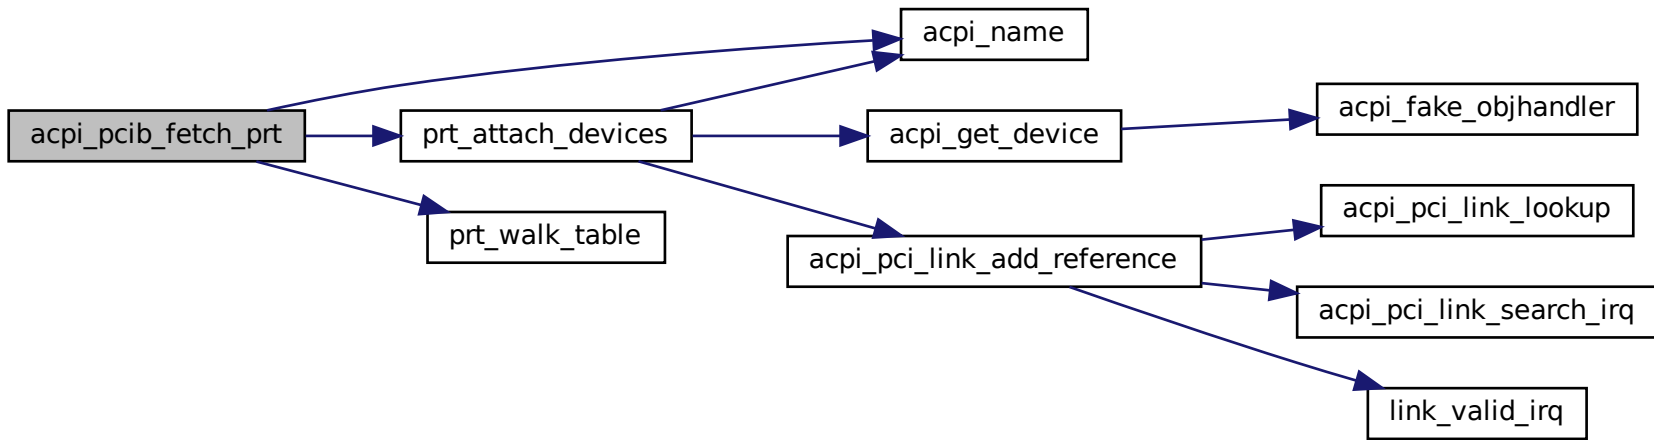 acpi_name
acpi_fake_objhandler
acpi_pcib_fetch_prt
prt_attach_devices
acpi_get_device
acpi_pci_link_lookup
prt_walk_table
acpi_pci_link_add_reference
acpi_pci_link_search_irq
link_valid_irq